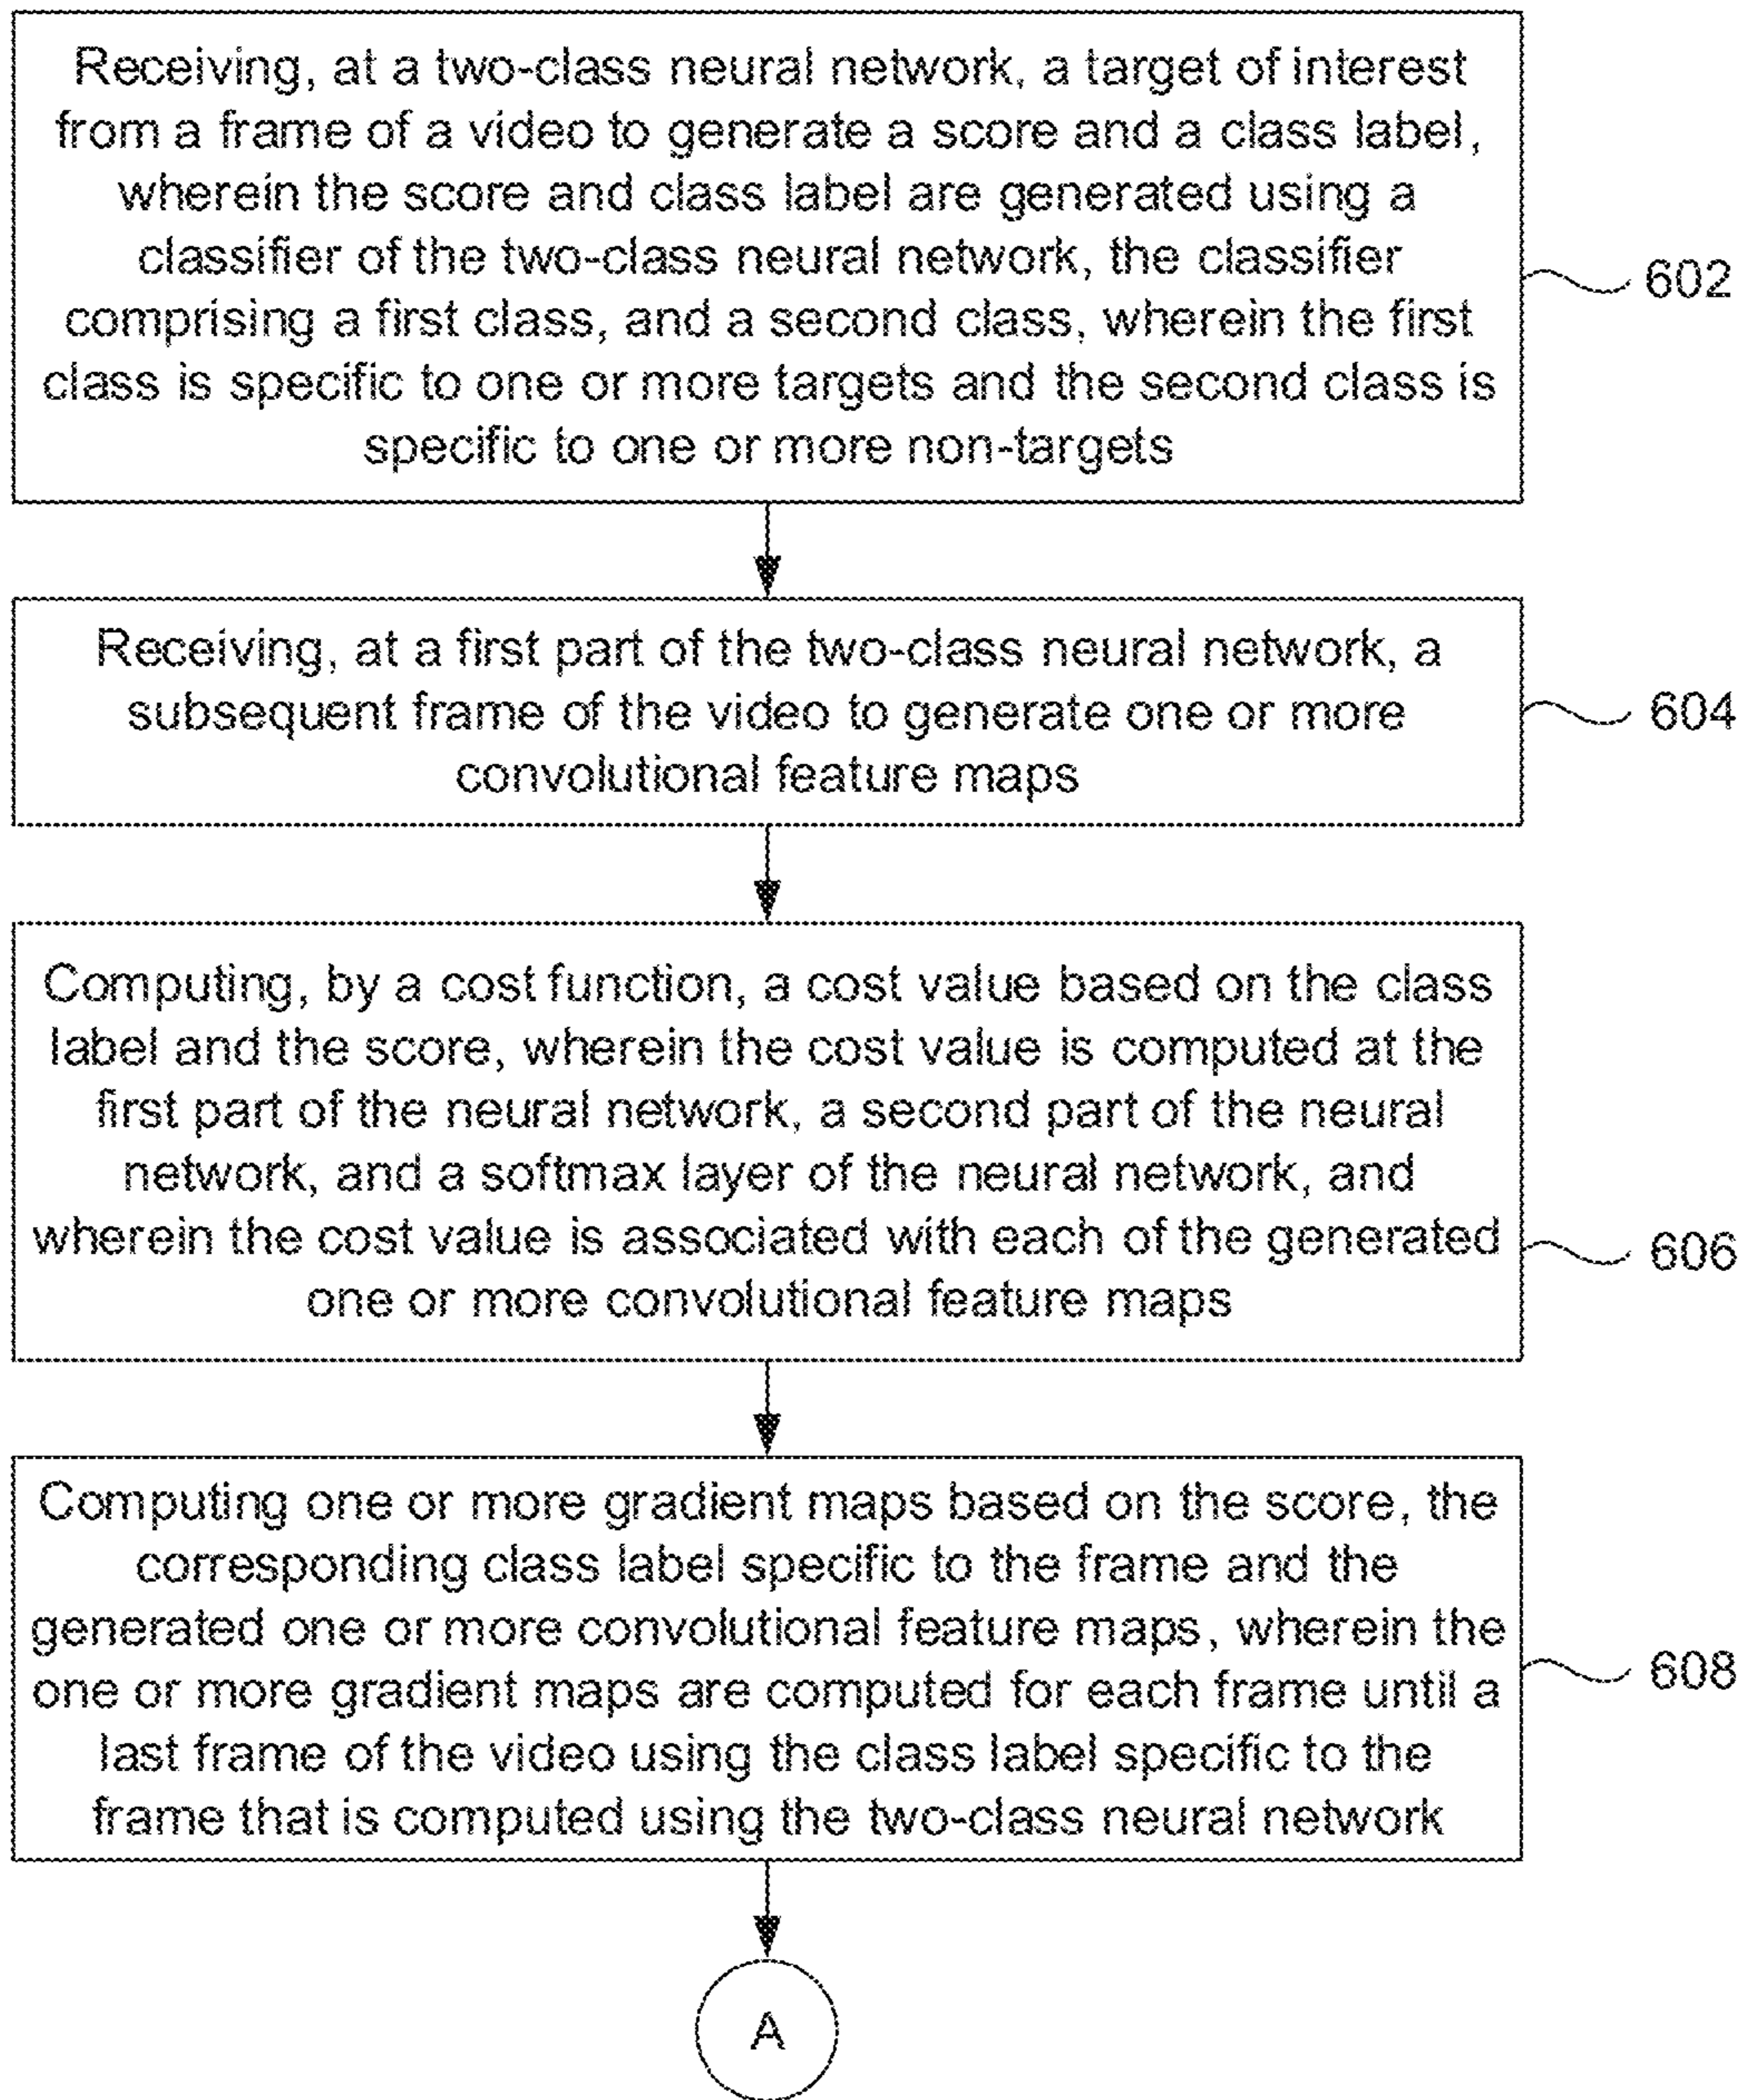 Receiving, at a two-class neural network, a target of interest
from a frame of a video to generate a score and a class label,
wherein the score and class label are generated using a
classifier of the two-class neural network, the classifier
comprising a first class, and a second class, wherein the first
class is specific to one or more targets and the second class is
specific to one or more non-targets
602
Receiving, at a first part of the two-class neural network, a
subsequent frame of the video to generate one or more
convolutional feature maps
604
Computing, by a cost function, a cost value based on the class
label and the score, wherein the cost value is computed at the
first part of the neural network, a second part of the neural
network, and a softmax layer of the neural network, and
wherein the cost value is associated with each of the generated
one or more convolutional feature maps
606
Computing one or more gradient maps based on the score, the
corresponding class label specific to the frame and the
generated one or more convolutional feature maps, wherein the
one or more gradient maps are computed for each frame until a
last frame of the video using the class label specific to the
frame that is computed using the two-class neural network
608
A